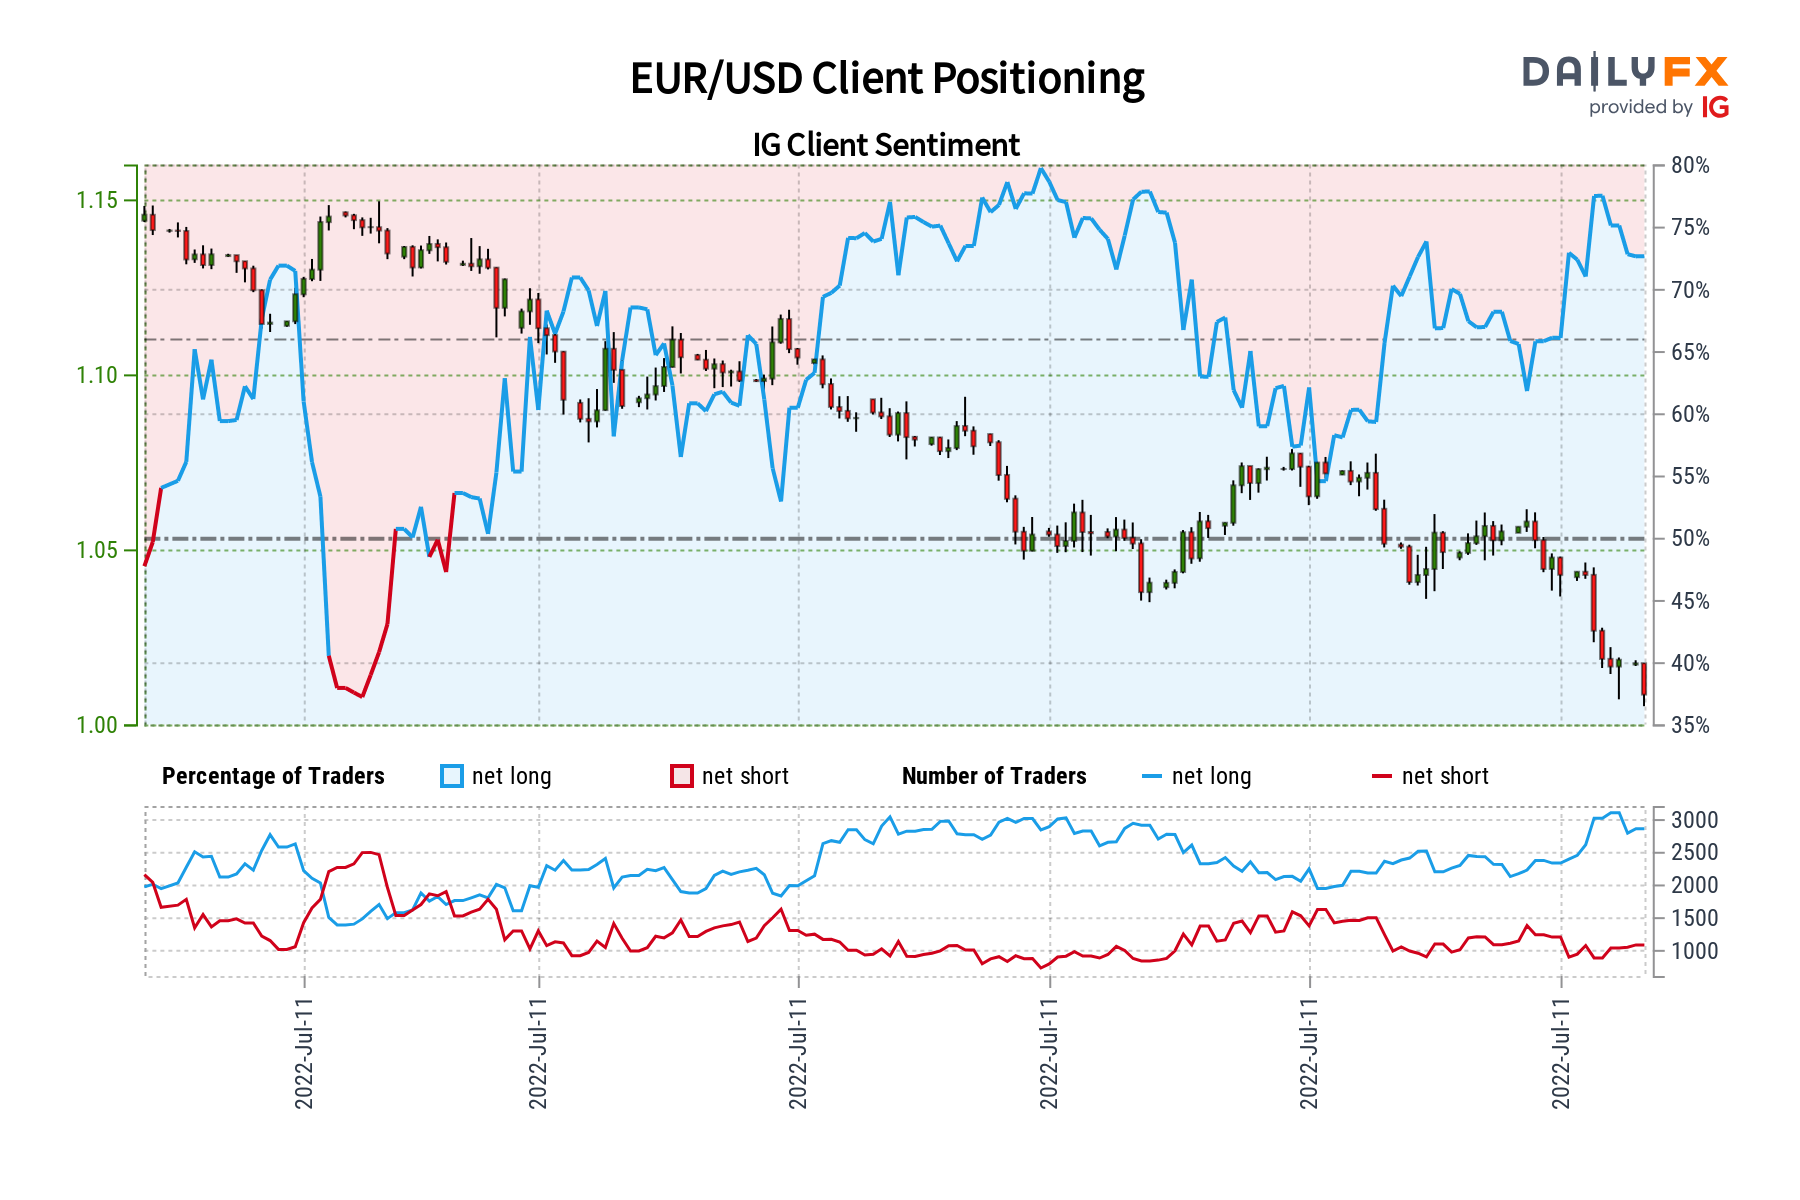 EUR/USD Client Positioning
DAILYFX
provided by IG
IG Client Sentiment
1.15
1.10
1.05
1.00
80%
75%
70%
65%
60%
55%
50%
45%
40%
35%
Percentage of Traders net long net short Number of Traders net long net short
3000
2500
2000
1500
1000
2022-Jul-11
2022-Jul-11
2022-Jul-11
2022-Jul-11
2022-Jul-11
2022-Jul-11